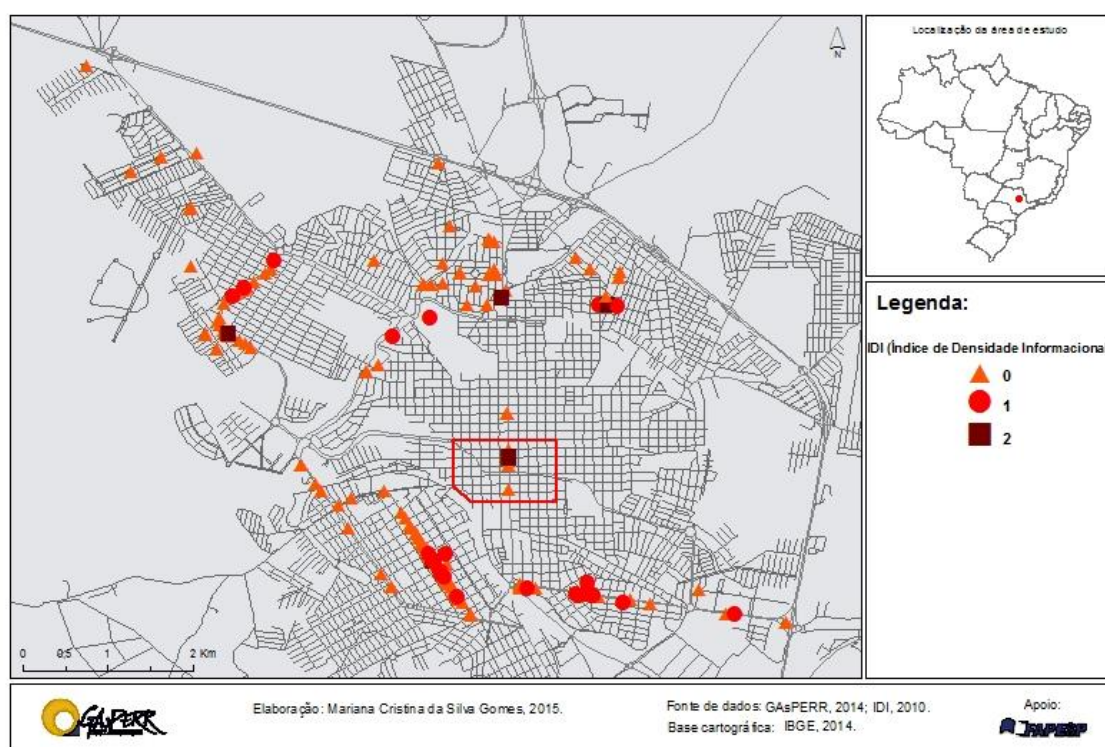 Localização da área de estudo
N
Legenda:
IDI (Índice de Densidade Informaciona
0
1
2
0 0,5 1 2 Km
GAsPERR
Elaboração: Mariana Cristina da Silva Gomes, 2015.
Fonte de dados: GAsPERR, 2014; IDI, 2010.
Base cartográfica: IBGE, 2014.
Apoio:
FAPESP